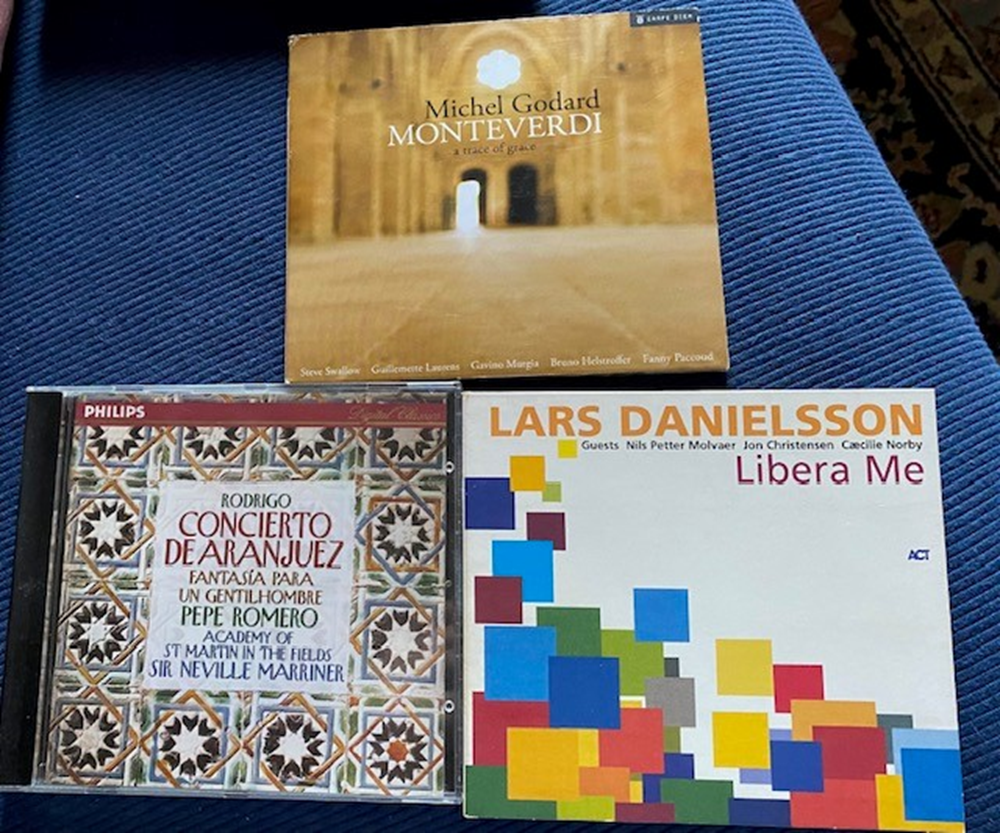 CARPE DIEM
Michel Godard
MONTEVERDI
a trace of grace
Steve Swallow Guillemette Laurens Gavino Murgia Bruno Helstroffer Fanny Paccoud
PHILIPS
Digital Classics
RODRIGO
CONCIERTO
DE ARANJUEZ
FANTASÍA PARA
UN GENTILHOMBRE
PEPE ROMERO
ACADEMY OF
ST MARTIN IN THE FIELDS
SIR NEVILLE MARRINER
LARS DANIELSSON
Guests Nils Petter Molvaer Jon Christensen Cæcilie Norby
Libera Me
ACT